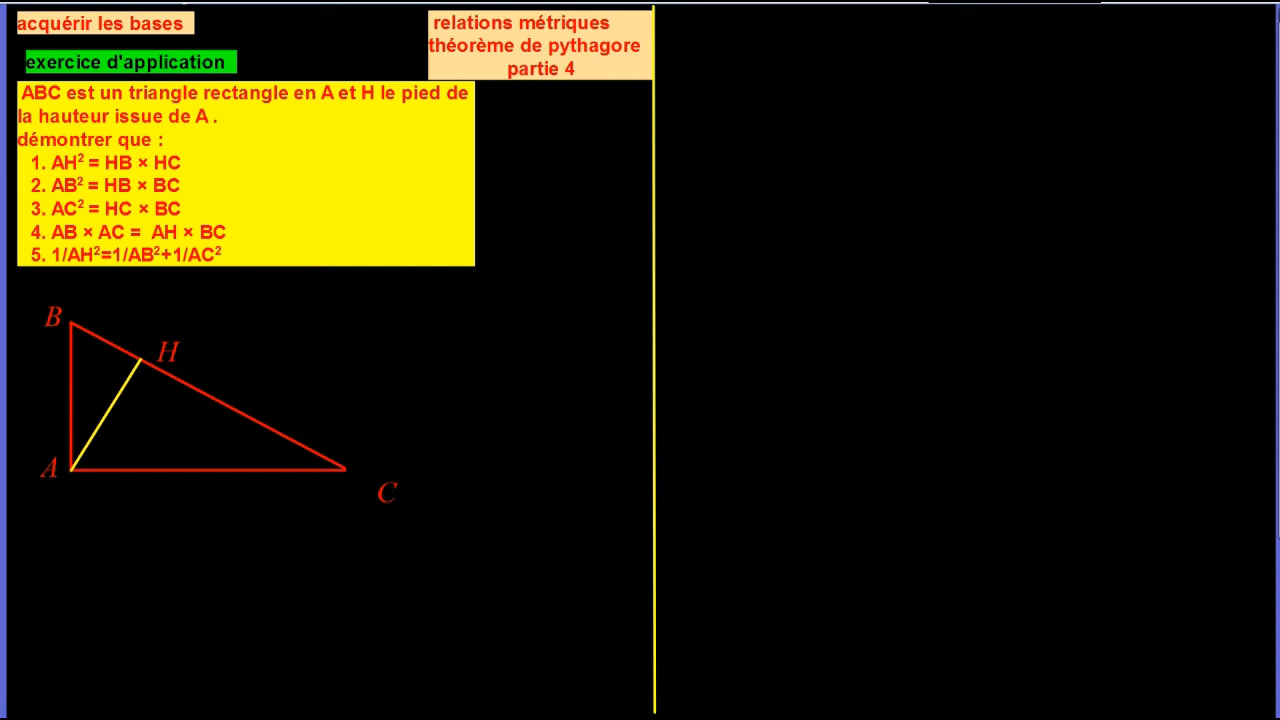 acquérir les bases
relations métriques
théorème de pythagore
partie 4
exercice d'application
ABC est un triangle rectangle en A et H le pied de
la hauteur issue de A .
démontrer que :
1. AH² = HB × HC
2. AB² = HB × BC
3. AC² = HC × BC
4. AB × AC = AH × BC
5. 1/AH²=1/AB²+1/AC²
B
H
A
C